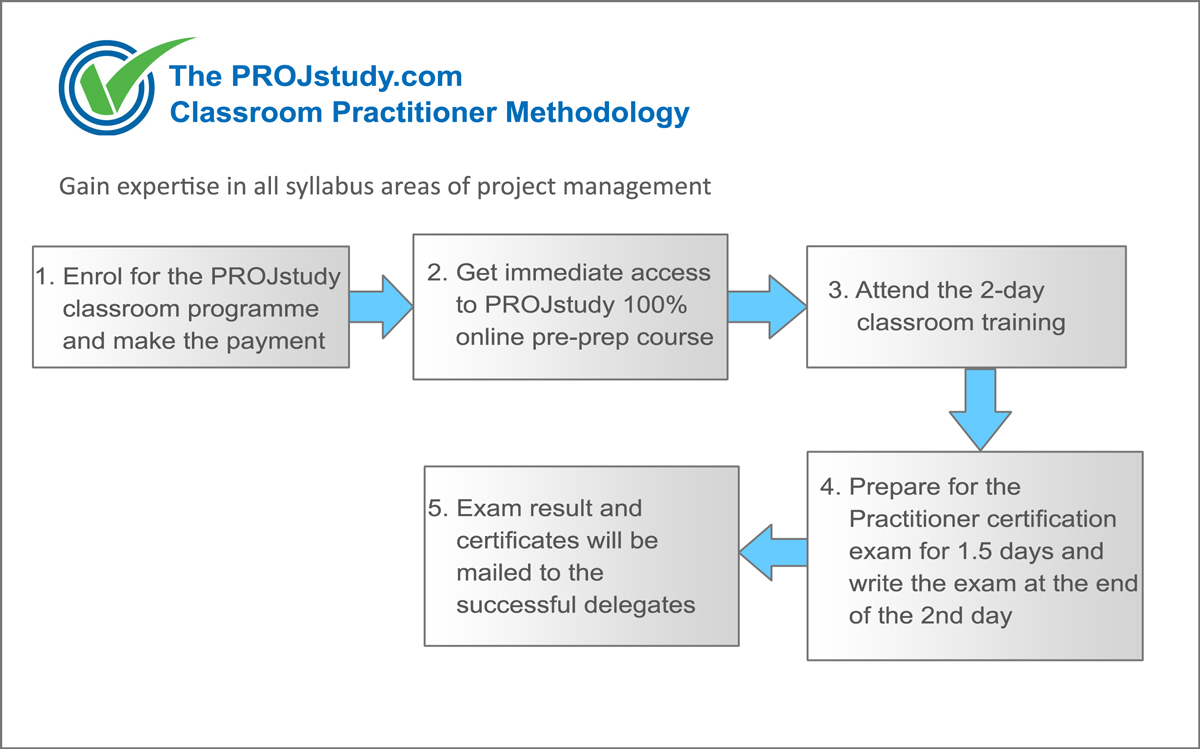 The PROJstudy.com
Classroom Practitioner Methodology
Gain expertise in all syllabus areas of project management
1. Enrol for the PROJstudy
classroom programme
and make the payment
2. Get immediate access
to PROJstudy 100%
online pre-prep course
3. Attend the 2-day
classroom training
4. Prepare for the
Practitioner certification
exam for 1.5 days and
write the exam at the end
of the 2nd day
5. Exam result and
certificates will be
mailed to the
successful delegates